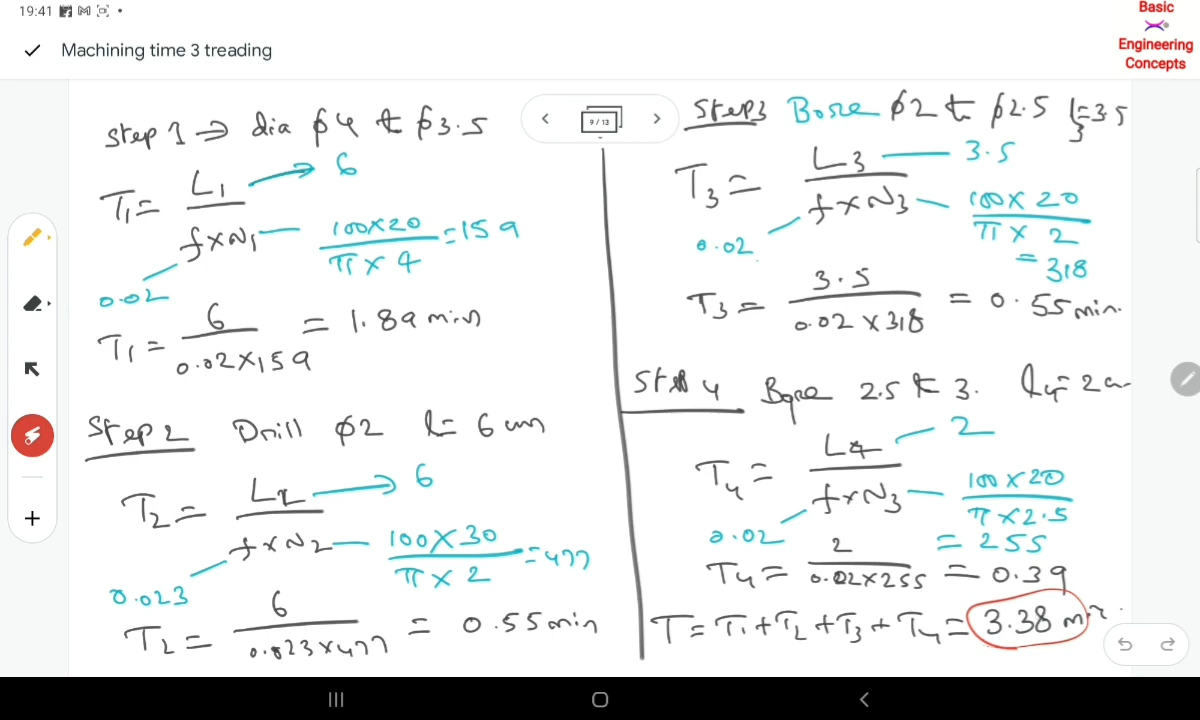 19:41
Machining time 3 treading
Basic
Engineering
Concepts
9 / 13
Step 1 ⇒ dia ϕ4 to ϕ3.5
T₁ = L₁ / (f×N₁)
6
0.02
100×20 / (π×4) = 159
T₁ = 6 / (0.02×159) = 1.89 min
Step 2 Drill ϕ2 l = 6 cm
T₂ = L₂ / (f×N₂)
6
0.023
100×30 / (π×2) = 477
T₂ = 6 / (0.023×477) = 0.55 min
Step 3 Bore ϕ2 to ϕ2.5 l₃=3.5
T₃ = L₃ / (f×N₃)
3.5
0.02
100×20 / (π×2) = 318
T₃ = 3.5 / (0.02×318) = 0.55 min.
Step 4 Bore 2.5 to 3. l₄=2cm
T₄ = L₄ / (f×N₃)
2
0.02
100×20 / (π×2.5) = 255
T₄ = 2 / (0.02×255) = 0.39
T = T₁ + T₂ + T₃ + T₄ = 3.38 min